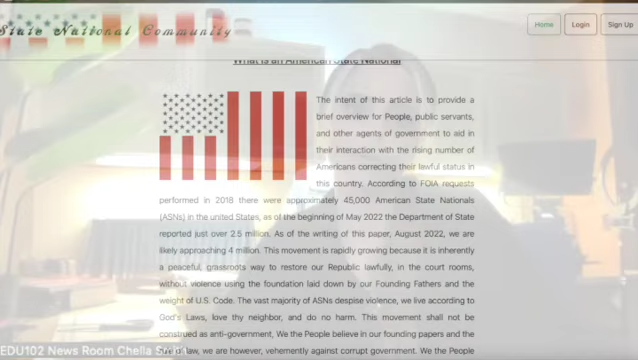 State National Community
Home
Login
Sign Up
What is an American State National
The intent of this article is to provide a
brief overview for People, public servants,
and other agents of government to aid in
their interaction with the rising number of
Americans correcting their lawful status in
this country. According to FOIA requests
performed in 2018 there were approximately 45,000 American State Nationals
(ASNs) in the united States, as of the beginning of May 2022 the Department of State
reported just over 2.5 million. As of the writing of this paper, August 2022, we are
likely approaching 4 million. This movement is rapidly growing because it is inherently
a peaceful, grassroots way to restore our Republic lawfully, in the court rooms,
without violence using the foundation laid down by our Founding Fathers and the
weight of U.S. Code. The vast majority of ASNs despise violence, we live according to
God's Laws, love thy neighbor, and do no harm. This movement shall not be
construed as anti-government, We the People believe in our founding papers and the
law, we are however, vehemently against corrupt government. We the People
EDU102 News Room Chella